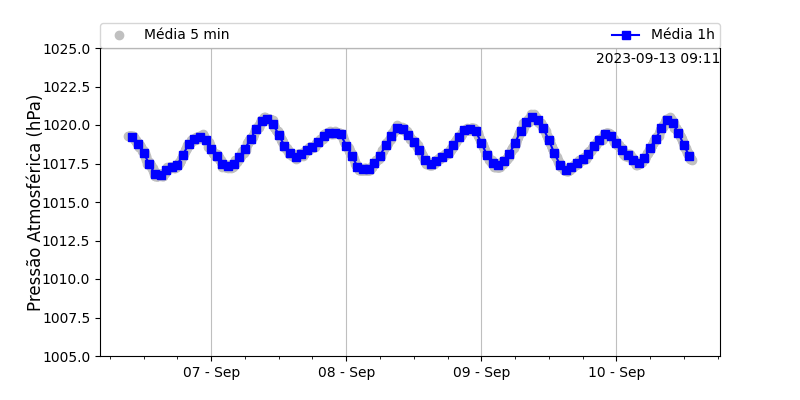 Média 5 min
Média 1h
2023-09-13 09:11
Pressão Atmosférica (hPa)
1025.0
1022.5
1020.0
1017.5
1015.0
1012.5
1010.0
1007.5
1005.0
07 - Sep
08 - Sep
09 - Sep
10 - Sep